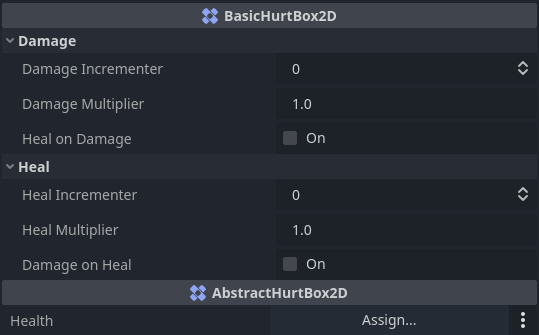 BasicHurtBox2D
Damage
Damage Incrementer 0
Damage Multiplier 1.0
Heal on Damage On
Heal
Heal Incrementer 0
Heal Multiplier 1.0
Damage on Heal On
AbstractHurtBox2D
Health Assign...